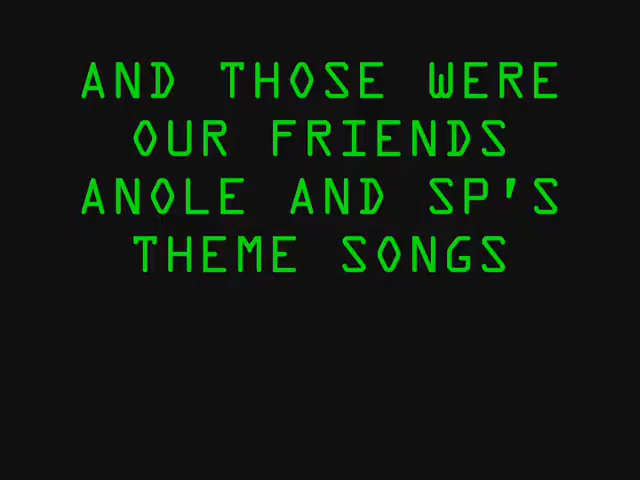 AND THOSE WERE
OUR FRIENDS
ANOLE AND SP'S
THEME SONGS